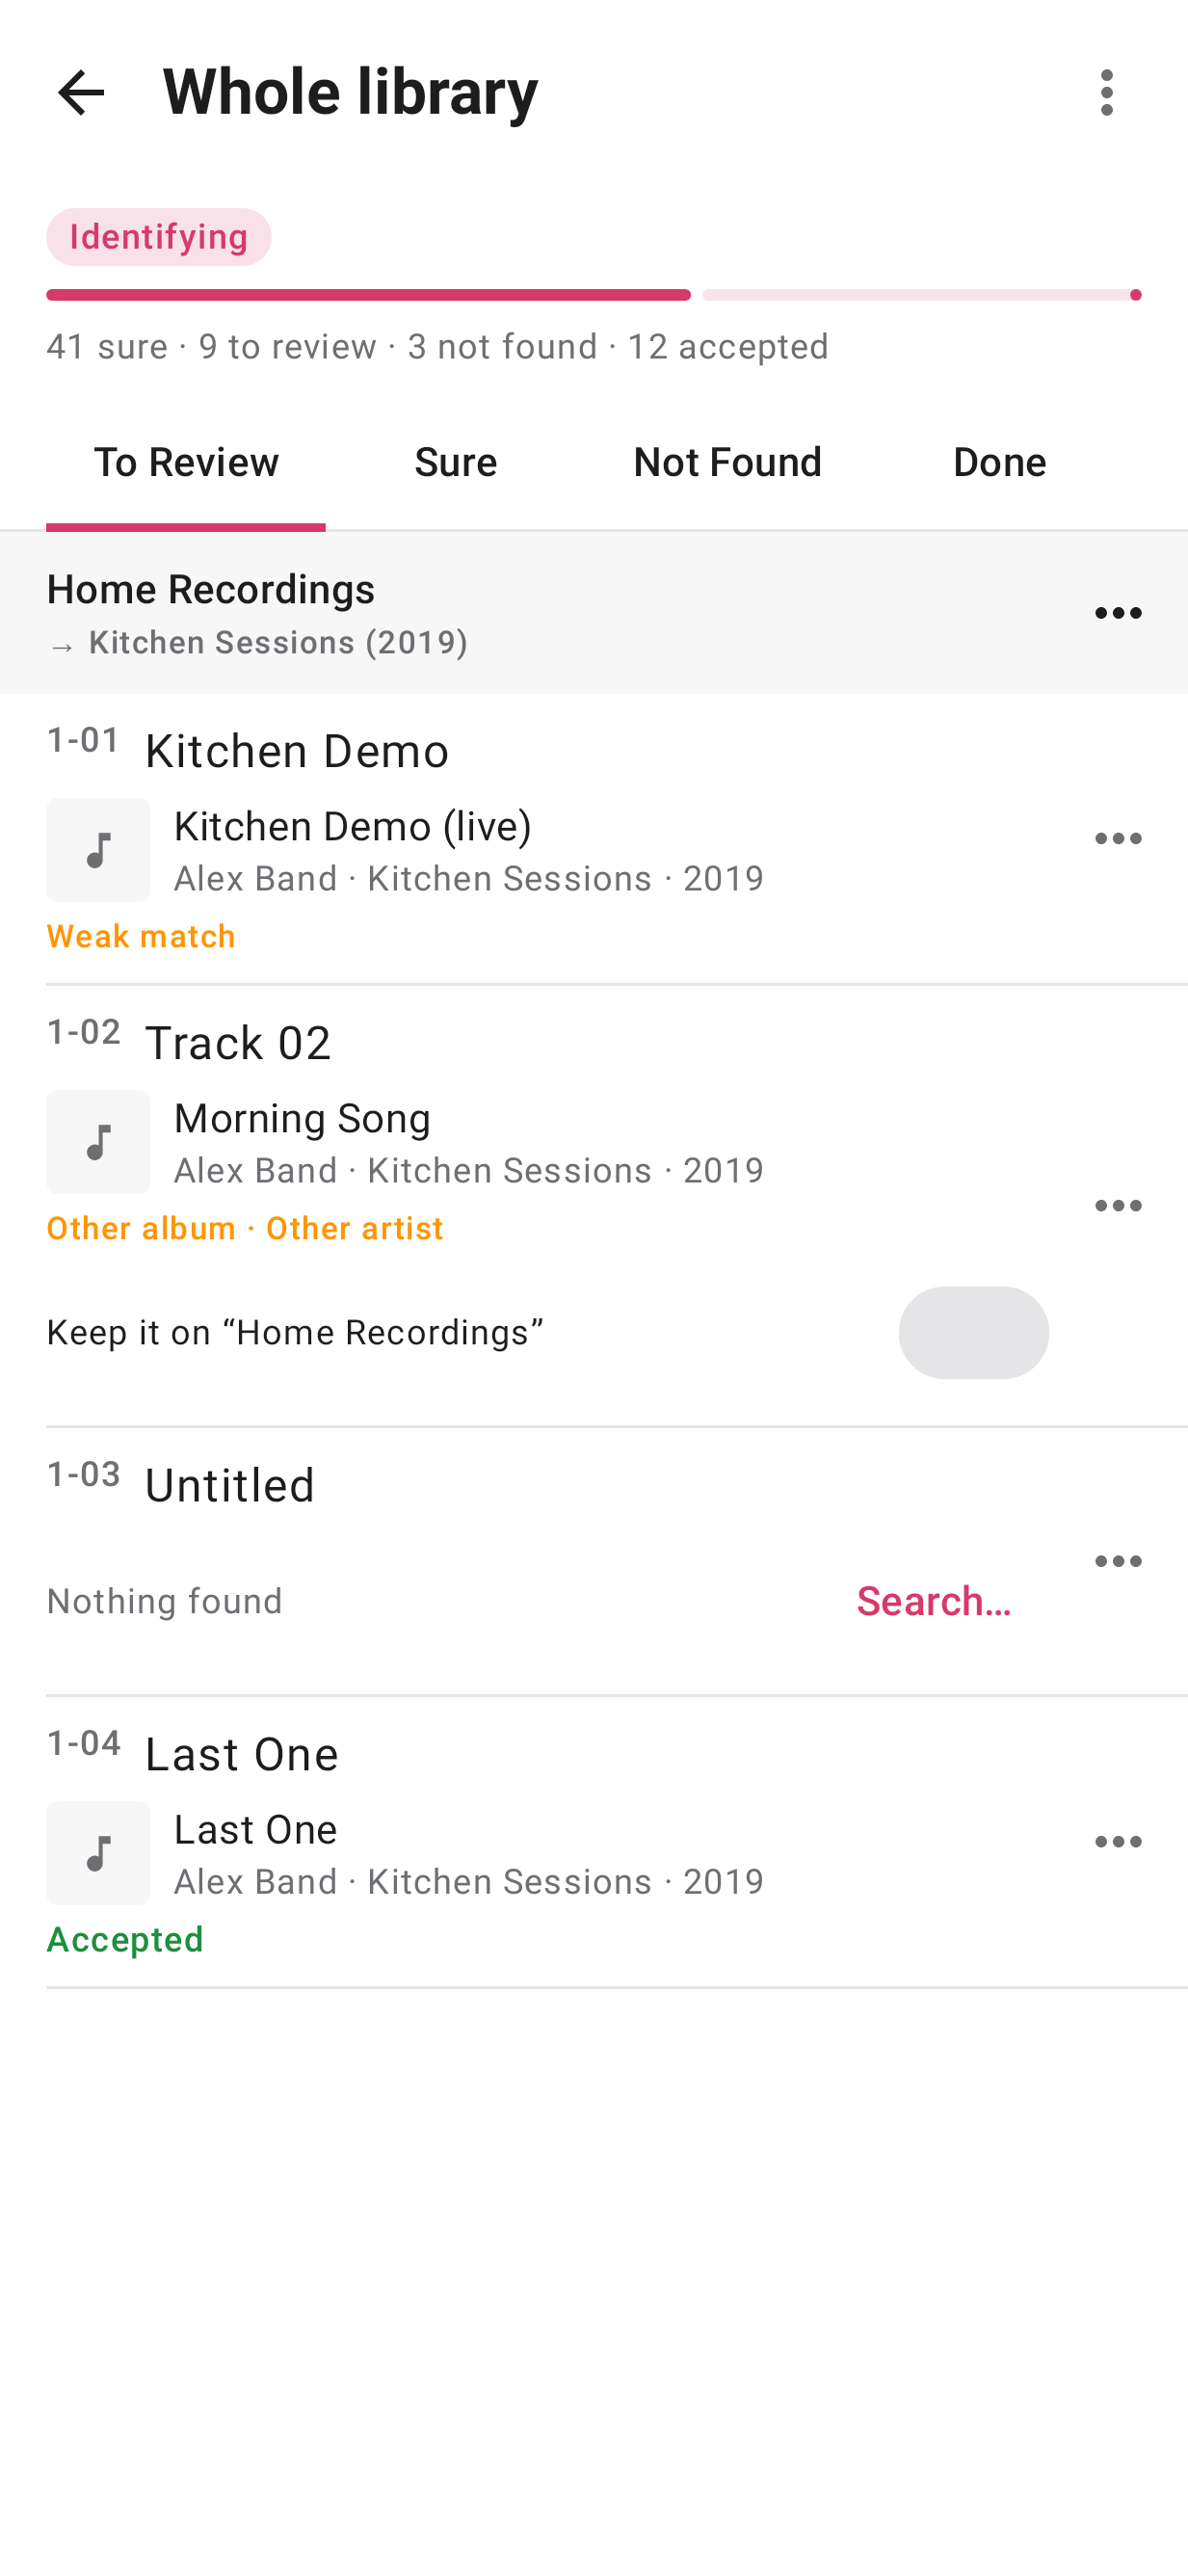 Whole library
Identifying
41 sure · 9 to review · 3 not found · 12 accepted
To Review Sure Not Found Done
Home Recordings
→ Kitchen Sessions (2019)
1-01 Kitchen Demo
Kitchen Demo (live)
Alex Band · Kitchen Sessions · 2019
Weak match
1-02 Track 02
Morning Song
Alex Band · Kitchen Sessions · 2019
Other album · Other artist
Keep it on “Home Recordings”
1-03 Untitled
Nothing found Search…
1-04 Last One
Last One
Alex Band · Kitchen Sessions · 2019
Accepted